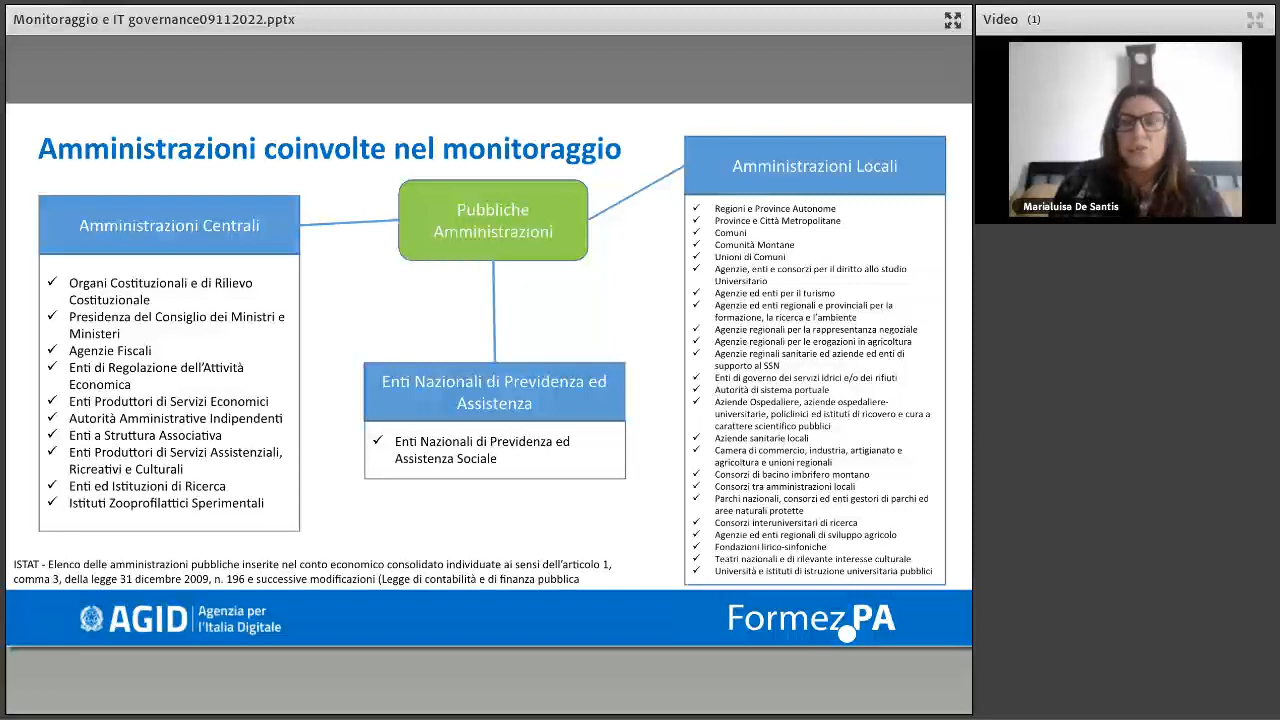 Monitoraggio e IT governance09112022.pptx
Video (1)
Marialuisa De Santis
Amministrazioni coinvolte nel monitoraggio
Pubbliche
Amministrazioni
Amministrazioni Centrali
Organi Costituzionali e di Rilievo
Costituzionale
Presidenza del Consiglio dei Ministri e
Ministeri
Agenzie Fiscali
Enti di Regolazione dell'Attività
Economica
Enti Produttori di Servizi Economici
Autorità Amministrative Indipendenti
Enti a Struttura Associativa
Enti Produttori di Servizi Assistenziali,
Ricreativi e Culturali
Enti ed Istituzioni di Ricerca
Istituti Zooprofilattici Sperimentali
Enti Nazionali di Previdenza ed
Assistenza
Enti Nazionali di Previdenza ed
Assistenza Sociale
Amministrazioni Locali
Regioni e Province Autonome
Province e Città Metropolitane
Comuni
Comunità Montane
Unioni di Comuni
Agenzie, enti e consorzi per il diritto allo studio
Universitario
Agenzie ed enti per il turismo
Agenzie ed enti regionali e provinciali per la
formazione, la ricerca e l'ambiente
Agenzie regionali per la rappresentanza negoziale
Agenzie regionali per le erogazioni in agricoltura
Agenzie reginali sanitarie ed aziende ed enti di
supporto al SSN
Enti di governo dei servizi idrici e/o dei rifiuti
Autorità di sistema portuale
Aziende Ospedaliere, aziende ospedaliere-
universitarie, policlinici ed istituti di ricovero e cura a
carattere scientifico pubblici
Aziende sanitarie locali
Camera di commercio, industria, artigianato e
agricoltura e unioni regionali
Consorzi di bacino imbrifero montano
Consorzi tra amministrazioni locali
Parchi nazionali, consorzi ed enti gestori di parchi ed
aree naturali protette
Consorzi interuniversitari di ricerca
Agenzie ed enti regionali di sviluppo agricolo
Fondazioni lirico-sinfoniche
Teatri nazionali e di rilevante interesse culturale
Università e istituti di istruzione universitaria pubblici
ISTAT - Elenco delle amministrazioni pubbliche inserite nel conto economico consolidato individuate ai sensi dell'articolo 1,
comma 3, della legge 31 dicembre 2009, n. 196 e successive modificazioni (Legge di contabilità e di finanza pubblica
AGID
Agenzia per
l'Italia Digitale
Formez PA